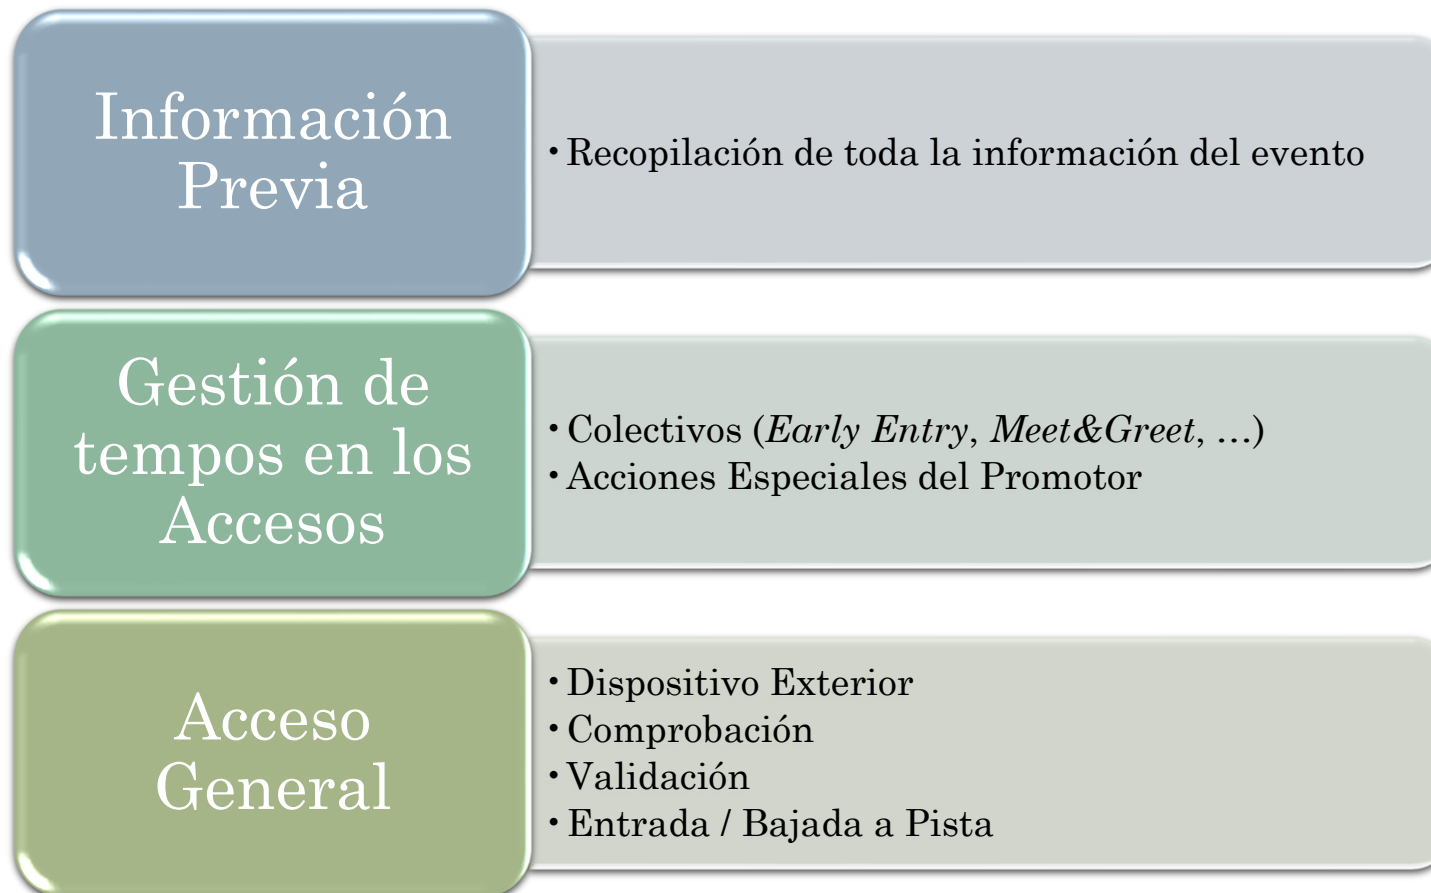 Información
Previa
• Recopilación de toda la información del evento
Gestión de
tempos en los
Accesos
• Colectivos (Early Entry, Meet&Greet, …)
• Acciones Especiales del Promotor
Acceso
General
• Dispositivo Exterior
• Comprobación
• Validación
• Entrada / Bajada a Pista